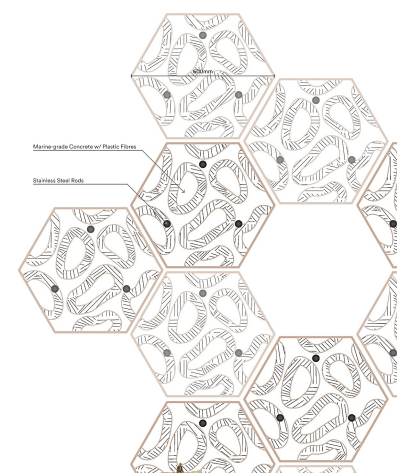 600mm
Marine-grade Concrete w/ Plastic Fibres
Stainless Steel Rods